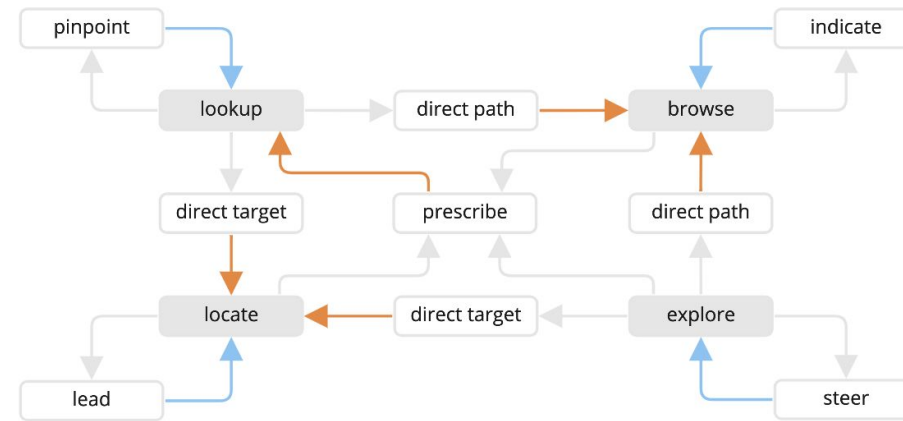 pinpoint
indicate
lookup
direct path
browse
direct target
prescribe
direct path
locate
direct target
explore
lead
steer